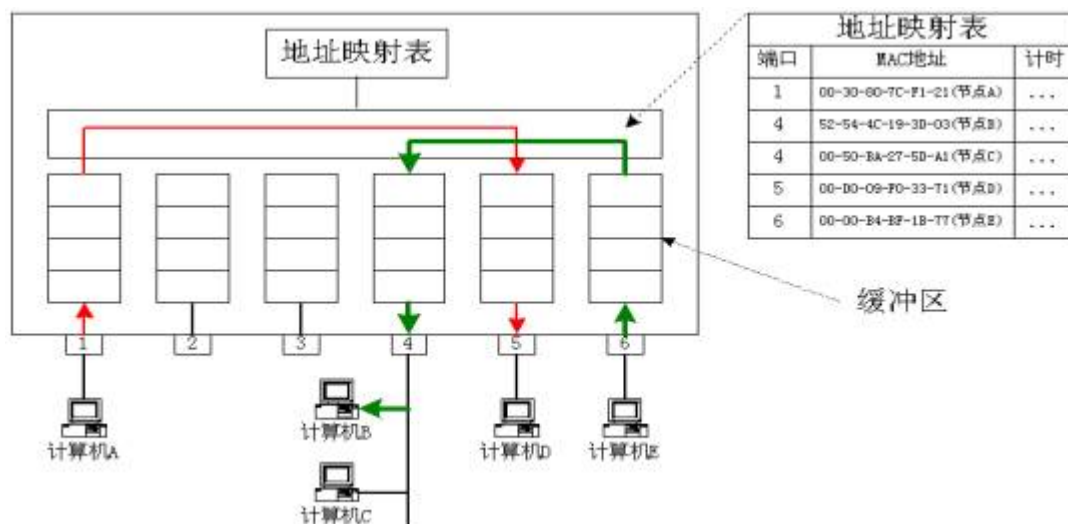 地址映射表
地址映射表
端口 MAC地址 计时
1 00-30-80-7C-F1-21(节点A) ...
4 52-54-4C-19-3D-03(节点B) ...
4 00-50-BA-27-5D-A1(节点C) ...
5 00-D0-09-F0-33-71(节点D) ...
6 00-00-B4-BF-1B-77(节点E) ...
缓冲区
1 2 3 4 5 6
计算机A
计算机B
计算机D
计算机E
计算机C